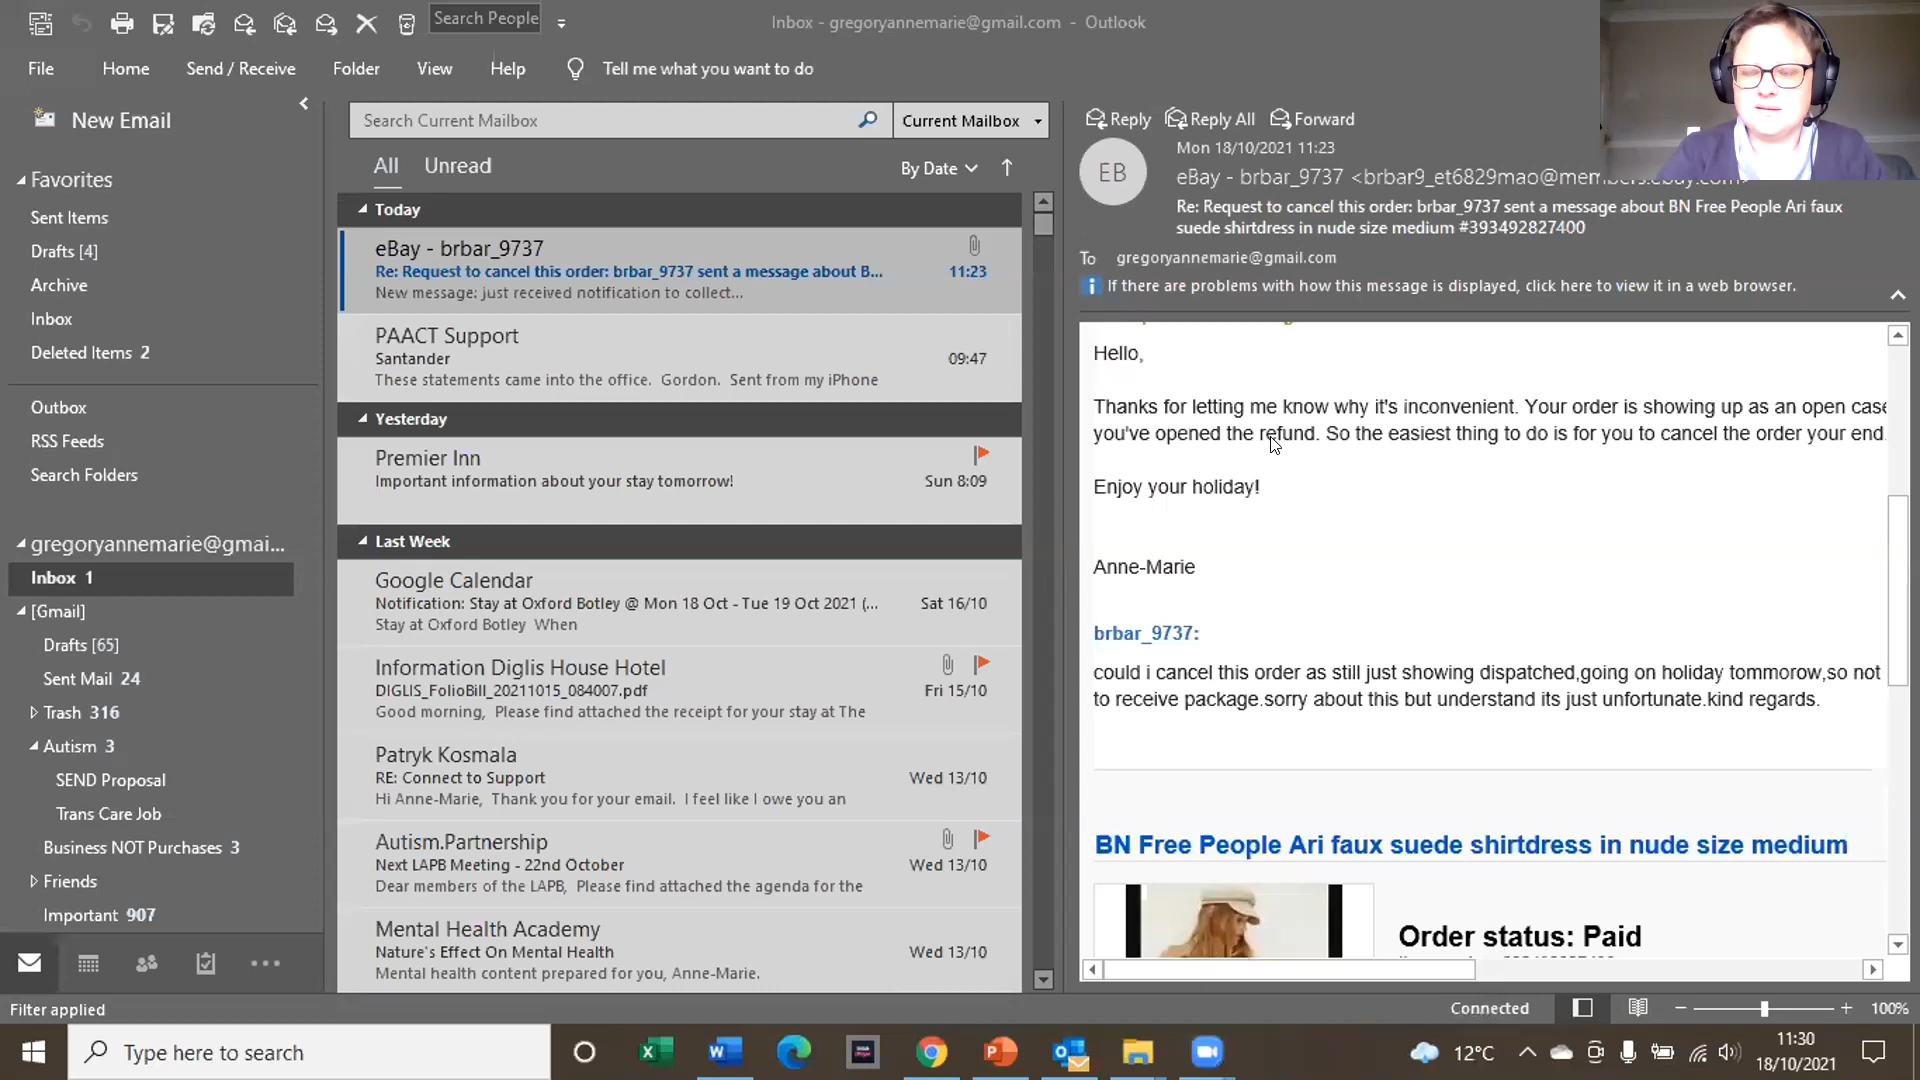 Search People
Inbox - gregoryannemarie@gmail.com - Outlook
File
Home
Send / Receive
Folder
View
Help
Tell me what you want to do
New Email
Favorites
Sent Items
Drafts [4]
Archive
Inbox
Deleted Items 2
Outbox
RSS Feeds
Search Folders
gregoryannemarie@gmai...
Inbox 1
[Gmail]
Drafts [65]
Sent Mail 24
Trash 316
Autism 3
SEND Proposal
Trans Care Job
Business NOT Purchases 3
Friends
Important 907
Search Current Mailbox
Current Mailbox
All
Unread
By Date
Today
eBay - brbar_9737
Re: Request to cancel this order: brbar_9737 sent a message about B... 11:23
New message: just received notification to collect...
PAACT Support
Santander 09:47
These statements came into the office. Gordon. Sent from my iPhone
Yesterday
Premier Inn
Important information about your stay tomorrow! Sun 8:09
Last Week
Google Calendar
Notification: Stay at Oxford Botley @ Mon 18 Oct - Tue 19 Oct 2021 (... Sat 16/10
Stay at Oxford Botley When
Information Diglis House Hotel
DIGLIS_FolioBill_20211015_084007.pdf Fri 15/10
Good morning, Please find attached the receipt for your stay at The
Patryk Kosmala
RE: Connect to Support Wed 13/10
Hi Anne-Marie, Thank you for your email. I feel like I owe you an
Autism.Partnership
Next LAPB Meeting - 22nd October Wed 13/10
Dear members of the LAPB, Please find attached the agenda for the
Mental Health Academy
Nature's Effect On Mental Health Wed 13/10
Mental health content prepared for you, Anne-Marie.
Reply
Reply All
Forward
Mon 18/10/2021 11:23
EB
eBay - brbar_9737 <brbar9_et6829mao@members.ebay.com>
Re: Request to cancel this order: brbar_9737 sent a message about BN Free People Ari faux
suede shirtdress in nude size medium #393492827400
To gregoryannemarie@gmail.com
If there are problems with how this message is displayed, click here to view it in a web browser.
Hello,
Thanks for letting me know why it's inconvenient. Your order is showing up as an open case
you've opened the refund. So the easiest thing to do is for you to cancel the order your end.
Enjoy your holiday!
Anne-Marie
brbar_9737:
could i cancel this order as still just showing dispatched,going on holiday tommorow,so not
to receive package.sorry about this but understand its just unfortunate.kind regards.
BN Free People Ari faux suede shirtdress in nude size medium
Order status: Paid
Filter applied
Connected
100%
Type here to search
12°C
11:30
18/10/2021